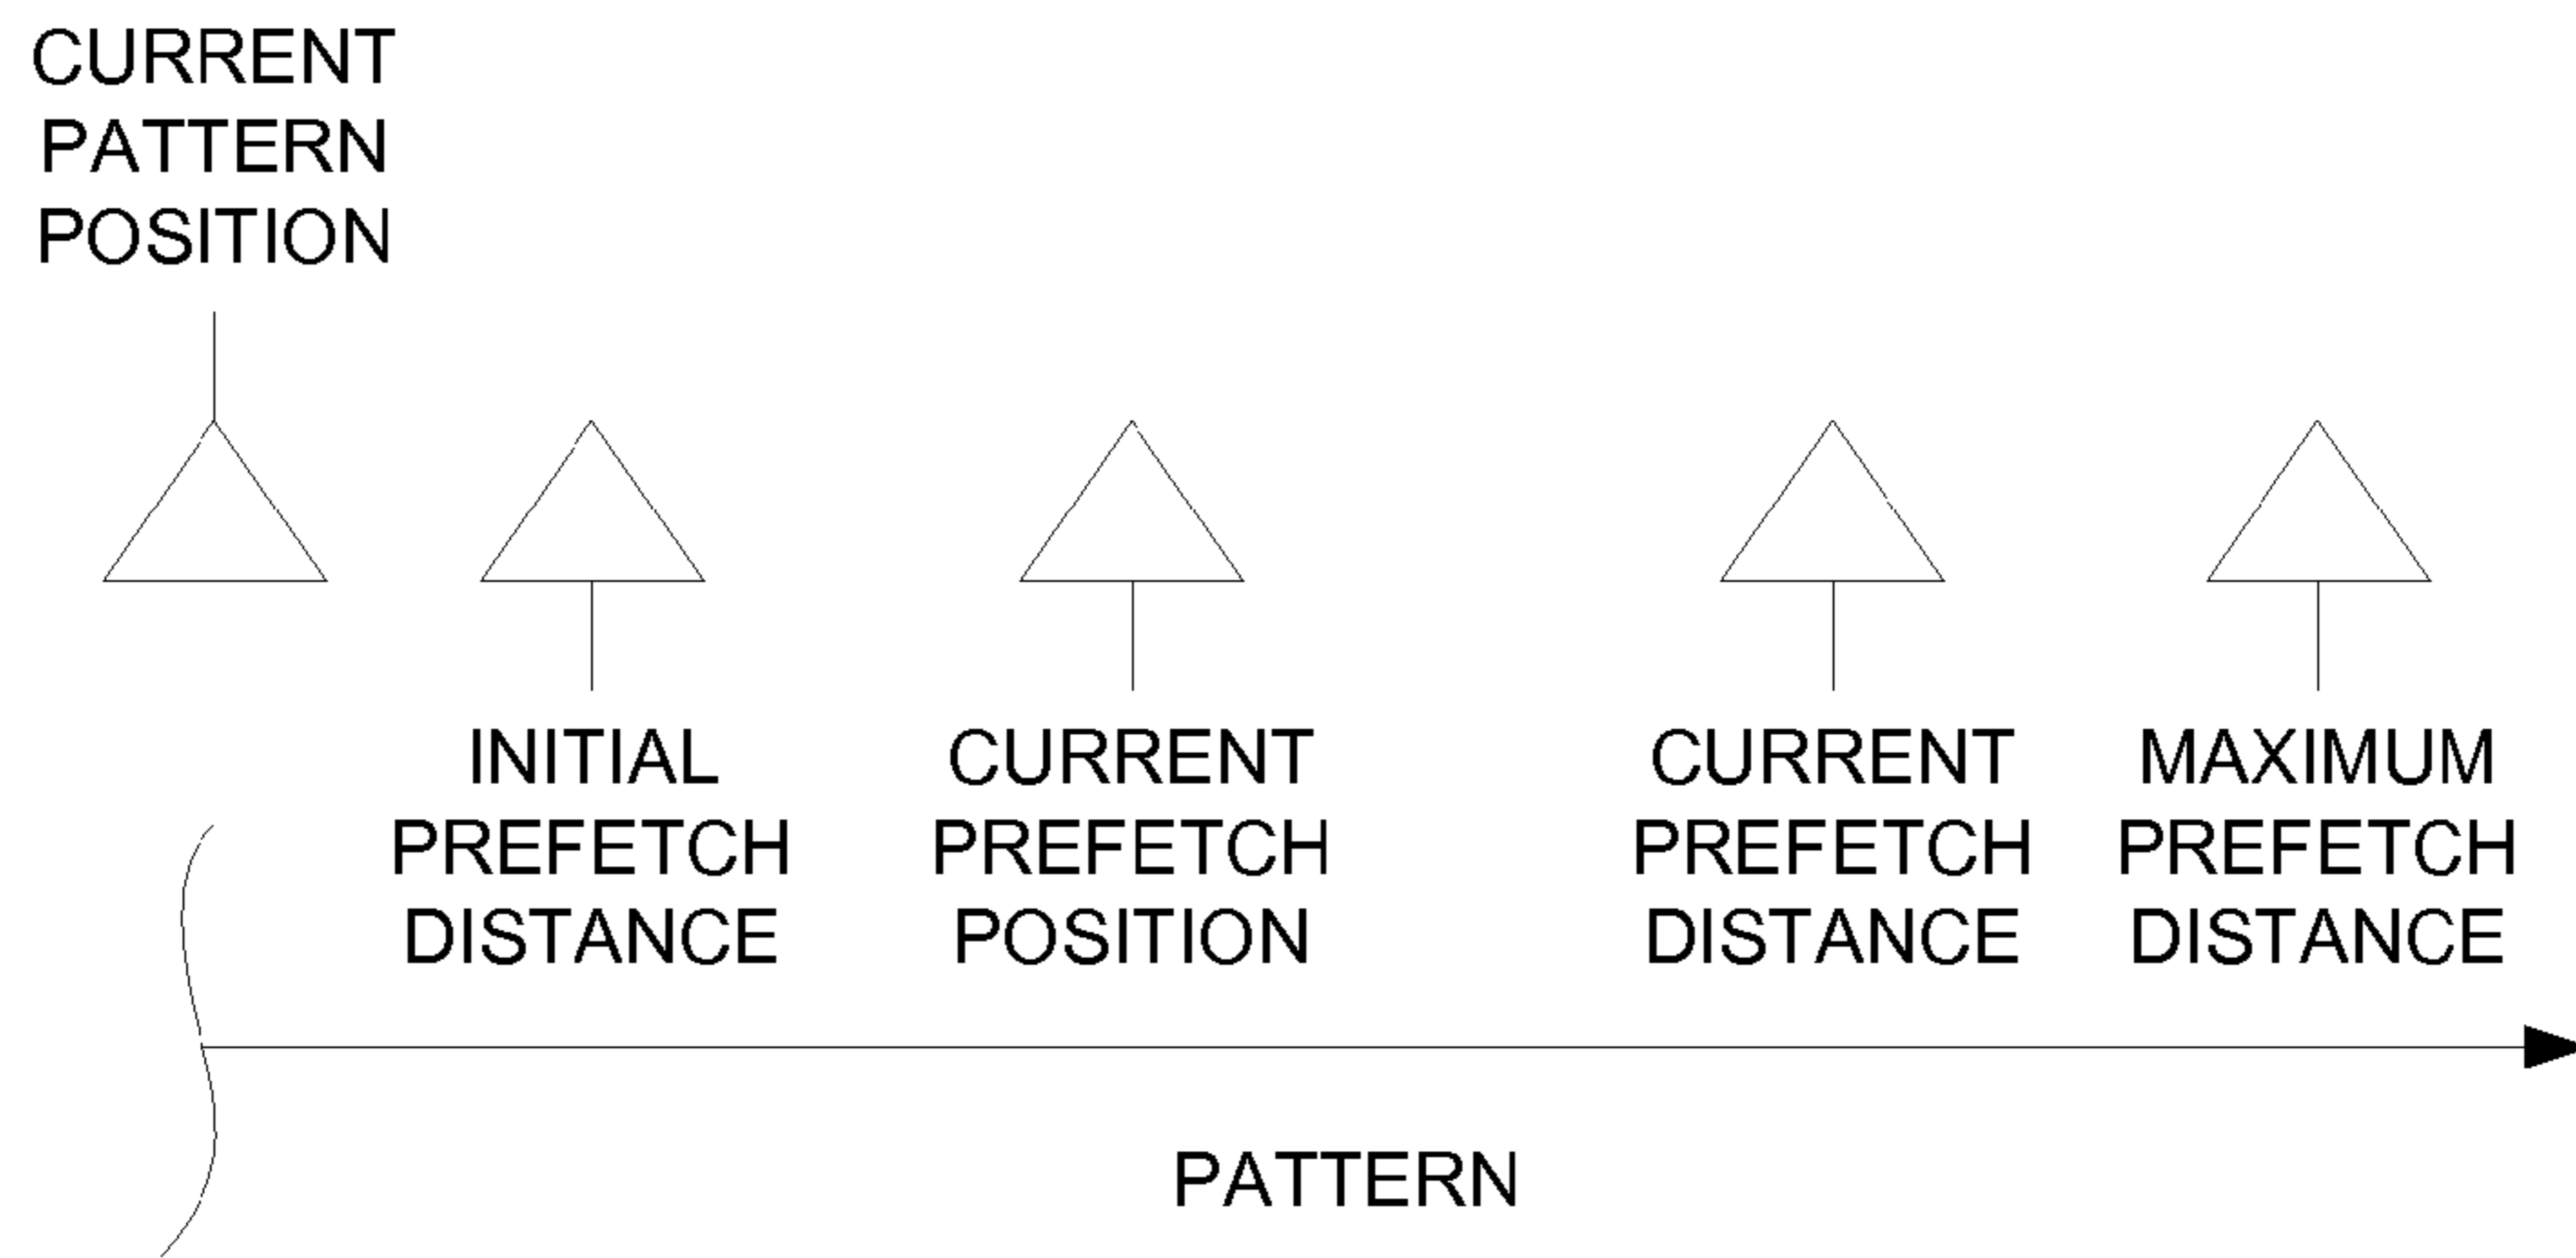 CURRENT
PATTERN
POSITION
INITIAL
PREFETCH
DISTANCE
CURRENT
PREFETCH
POSITION
CURRENT
PREFETCH
DISTANCE
MAXIMUM
PREFETCH
DISTANCE
PATTERN